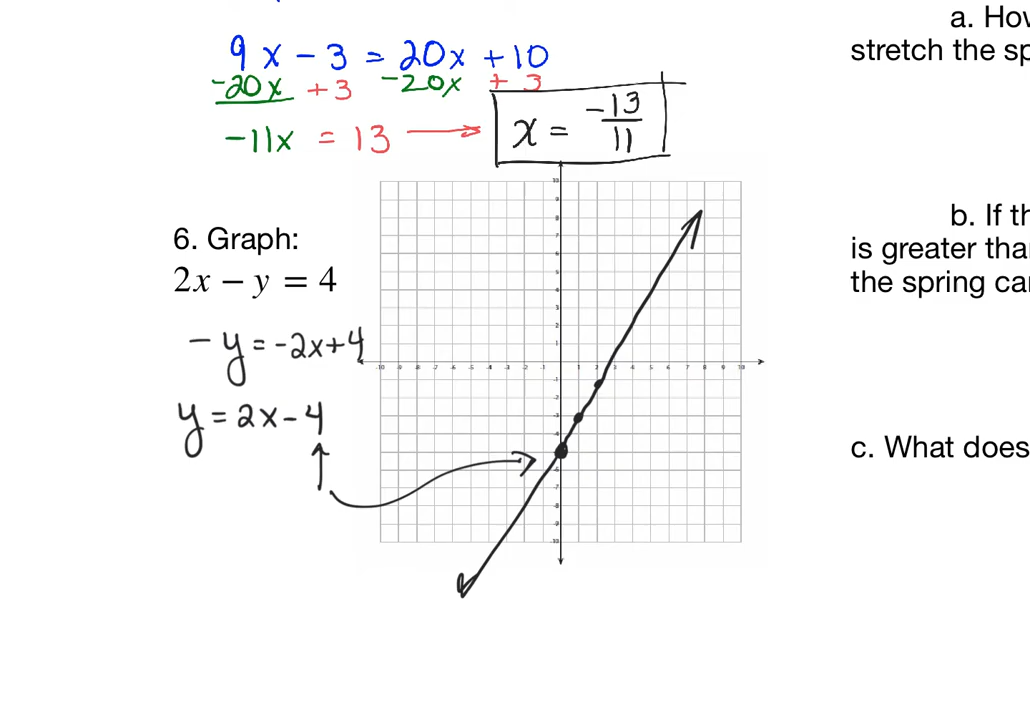 9x - 3 = 20x + 10
-20x + 3 -20x + 3
-11x = 13 → x = -13/11
6. Graph:
2x − y = 4
-y = -2x+4
y = 2x - 4
a. How
stretch the sp
b. If th
is greater tha
the spring ca
c. What does